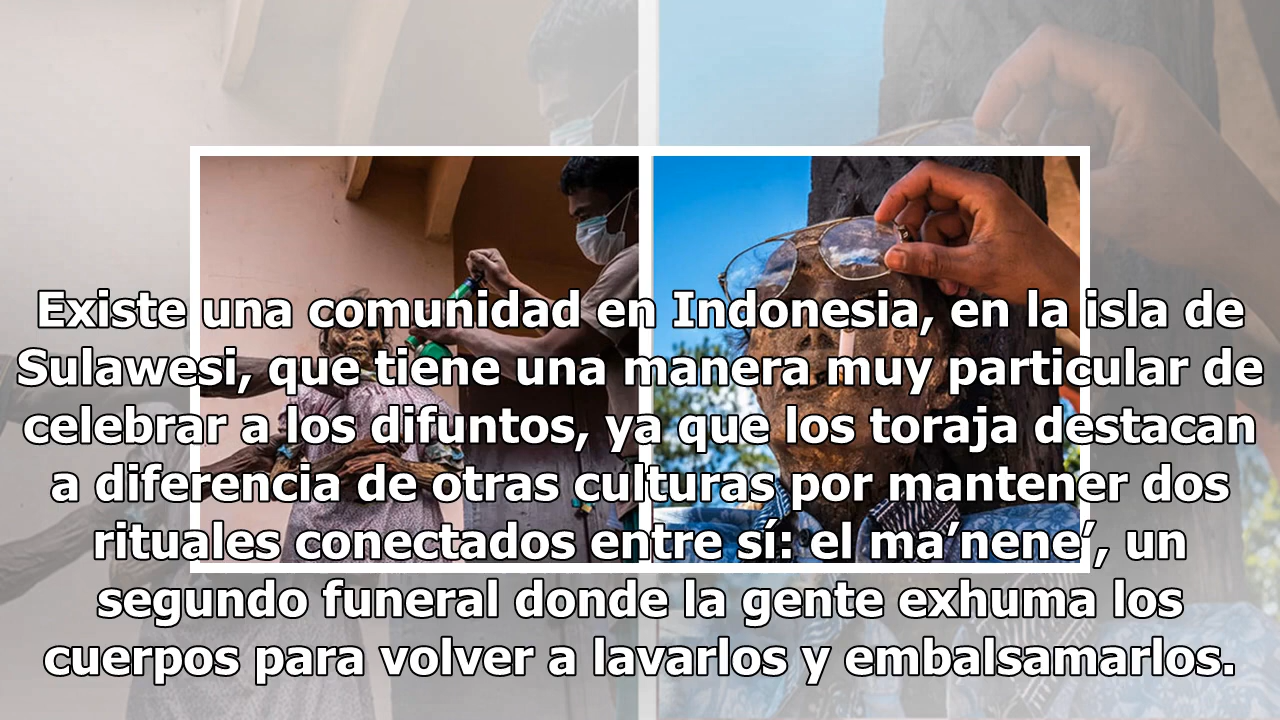 Existe una comunidad en Indonesia, en la isla de
Sulawesi, que tiene una manera muy particular de
celebrar a los difuntos, ya que los toraja destacan
a diferencia de otras culturas por mantener dos
rituales conectados entre sí: el ma’nene’, un
segundo funeral donde la gente exhuma los
cuerpos para volver a lavarlos y embalsamarlos.